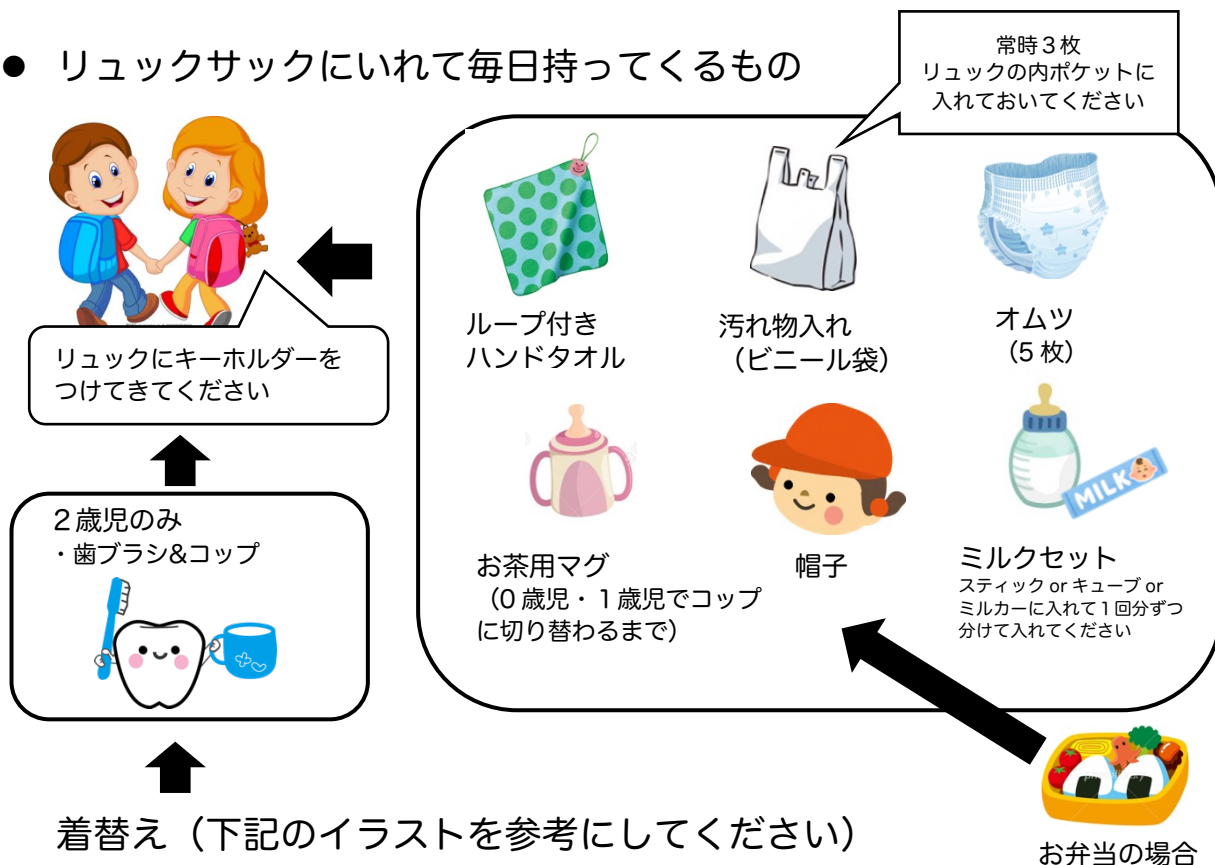 ● リュックサックにいれて毎日持ってくるもの
常時3枚
リュックの内ポケットに
入れておいてください
リュックにキーホルダーを
つけてきてください
ループ付き
ハンドタオル
汚れ物入れ
（ビニール袋）
オムツ
（5枚）
2歳児のみ
・歯ブラシ&コップ
お茶用マグ
（0歳児・1歳児でコップ
に切り替わるまで）
帽子
MILK
ミルクセット
スティック or キューブ or
ミルカーに入れて1回分ずつ
分けて入れてください
着替え（下記のイラストを参考にしてください）
お弁当の場合